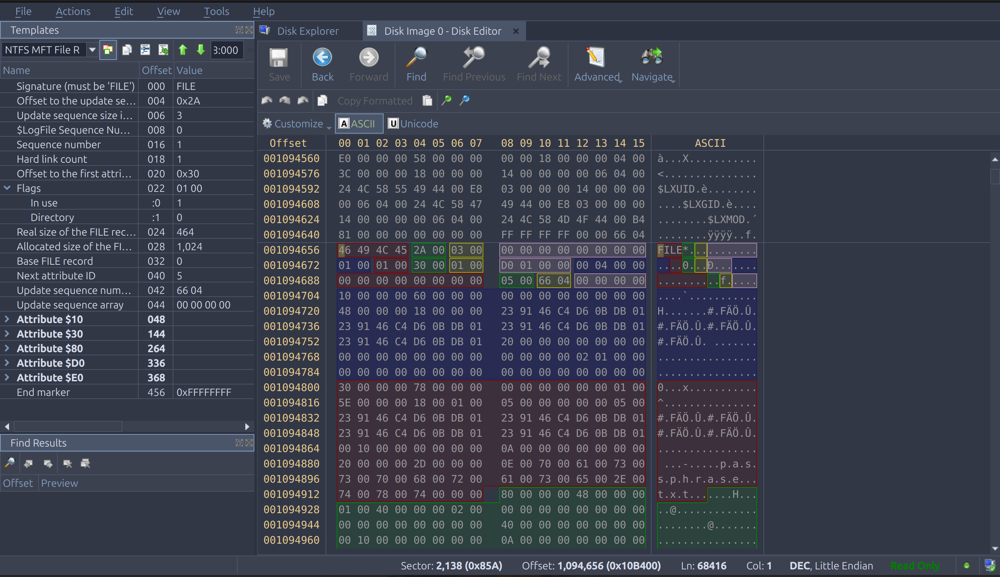 File Actions Edit View Tools Help
Templates
NTFS MFT File R 3:000
Name Offset Value
Signature (must be 'FILE') 000 FILE
Offset to the update se... 004 0x2A
Update sequence size i... 006 3
$LogFile Sequence Nu... 008 0
Sequence number 016 1
Hard link count 018 1
Offset to the first attri... 020 0x30
Flags 022 01 00
In use :0 1
Directory :1 0
Real size of the FILE rec... 024 464
Allocated size of the FI... 028 1,024
Base FILE record 032 0
Next attribute ID 040 5
Update sequence num... 042 66 04
Update sequence array 044 00 00 00 00
Attribute $10 048
Attribute $30 144
Attribute $80 264
Attribute $D0 336
Attribute $E0 368
End marker 456 0xFFFFFFFF
Find Results
Offset Preview
Disk Explorer Disk Image 0 - Disk Editor
Save Back Forward Find Find Previous Find Next Advanced Navigate
Copy Formatted
Customize A ASCII U Unicode
Offset 00 01 02 03 04 05 06 07 08 09 10 11 12 13 14 15 ASCII
001094560 E0 00 00 00 58 00 00 00 00 00 18 00 00 00 04 00 à...X...........
001094576 3C 00 00 00 18 00 00 00 14 00 00 00 00 06 04 00 <...............
001094592 24 4C 58 55 49 44 00 E8 03 00 00 00 14 00 00 00 $LXUID.è........
001094608 00 06 04 00 24 4C 58 47 49 44 00 E8 03 00 00 00 ....$LXGID.è....
001094624 14 00 00 00 00 06 04 00 24 4C 58 4D 4F 44 00 B4 ........$LXMOD.´
001094640 81 00 00 00 00 00 00 00 FF FF FF FF 00 00 66 04 ........ÿÿÿÿ..f.
001094656 46 49 4C 45 2A 00 03 00 00 00 00 00 00 00 00 00 FILE*...........
001094672 01 00 01 00 30 00 01 00 D0 01 00 00 00 04 00 00 ....0...Ð.......
001094688 00 00 00 00 00 00 00 00 05 00 66 04 00 00 00 00 ..........f.....
001094704 10 00 00 00 60 00 00 00 00 00 00 00 00 00 00 00 ....`...........
001094720 48 00 00 00 18 00 00 00 23 91 46 C4 D6 0B DB 01 H.......#.FÄÖ.Û.
001094736 23 91 46 C4 D6 0B DB 01 23 91 46 C4 D6 0B DB 01 #.FÄÖ.Û.#.FÄÖ.Û.
001094752 23 91 46 C4 D6 0B DB 01 20 00 00 00 00 00 00 00 #.FÄÖ.Û. .......
001094768 00 00 00 00 00 00 00 00 00 00 00 00 02 01 00 00 ................
001094784 00 00 00 00 00 00 00 00 00 00 00 00 00 00 00 00 ................
001094800 30 00 00 00 78 00 00 00 00 00 00 00 00 00 01 00 0...x...........
001094816 5E 00 00 00 18 00 01 00 05 00 00 00 00 00 05 00 ^...............
001094832 23 91 46 C4 D6 0B DB 01 23 91 46 C4 D6 0B DB 01 #.FÄÖ.Û.#.FÄÖ.Û.
001094848 23 91 46 C4 D6 0B DB 01 23 91 46 C4 D6 0B DB 01 #.FÄÖ.Û.#.FÄÖ.Û.
001094864 00 10 00 00 00 00 00 00 0A 00 00 00 00 00 00 00 ................
001094880 20 00 00 00 2D 00 00 00 0E 00 70 00 61 00 73 00  ...-.....p.a.s.
001094896 73 00 70 00 68 00 72 00 61 00 73 00 65 00 2E 00 s.p.h.r.a.s.e...
001094912 74 00 78 00 74 00 00 00 80 00 00 00 48 00 00 00 t.x.t.......H...
001094928 01 00 40 00 00 00 02 00 00 00 00 00 00 00 00 00 ..@.............
001094944 00 00 00 00 00 00 00 00 40 00 00 00 00 00 00 00 ........@.......
001094960 00 10 00 00 00 00 00 00 0A 00 00 00 00 00 00 00 ................
Sector: 2,138 (0x85A) Offset: 1,094,656 (0x10B400) Ln: 68416 Col: 1 DEC, Little Endian Read Only